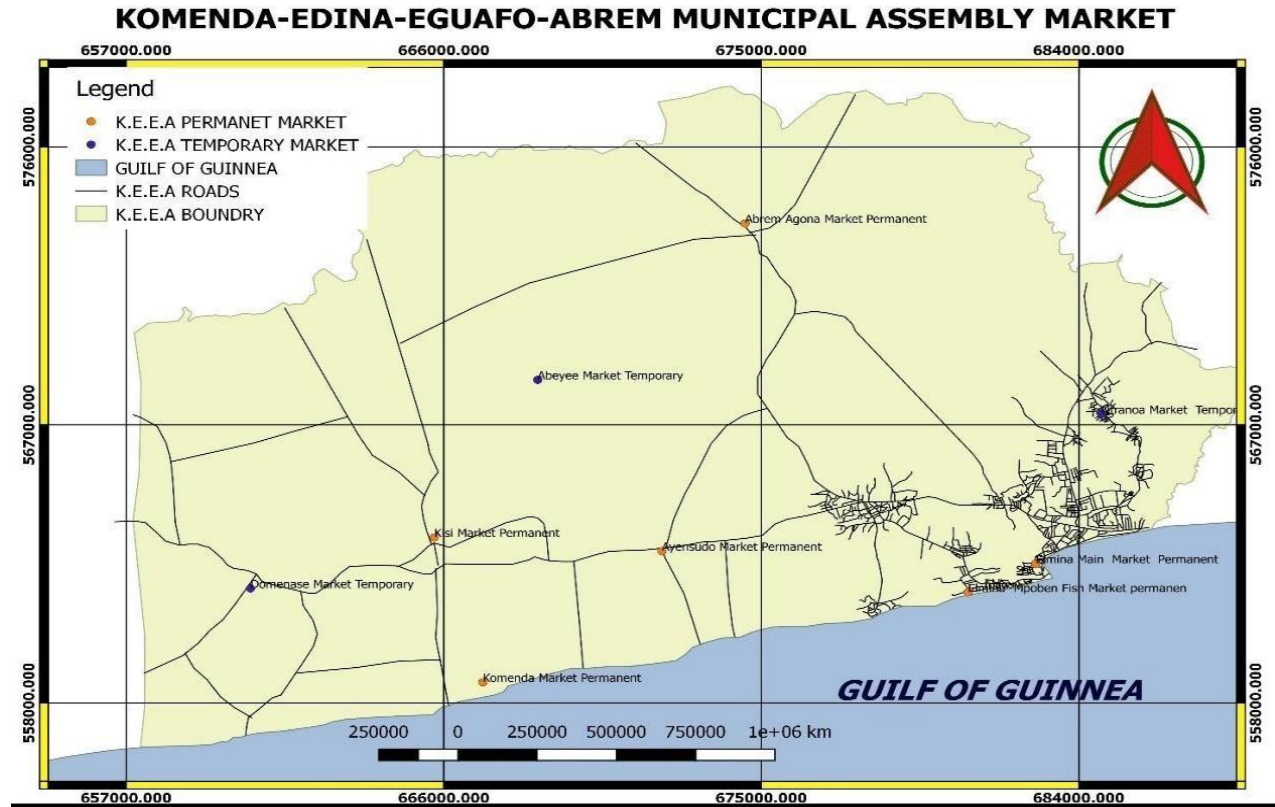 KOMENDA-EDINA-EGUAFO-ABREM MUNICIPAL ASSEMBLY MARKET
657000.000 666000.000 675000.000 684000.000
Legend
K.E.E.A PERMANET MARKET
K.E.E.A TEMPORARY MARKET
GUILF OF GUINNEA
K.E.E.A ROADS
K.E.E.A BOUNDRY
576000.000 576000.000
Abrem Agona Market Permanent
Abeyee Market Temporary
567000.000 567000.000
Market Tempor
Kisi Market Permanent
Ayensudo Market Permanent
Elmina Main Market Permanent
Domenase Market Temporary
Mpoben Fish Market permanen
Komenda Market Permanent
GUILF OF GUINNEA
558000.000 558000.000
250000 0 250000 500000 750000 1e+06 km
657000.000 666000.000 675000.000 684000.000